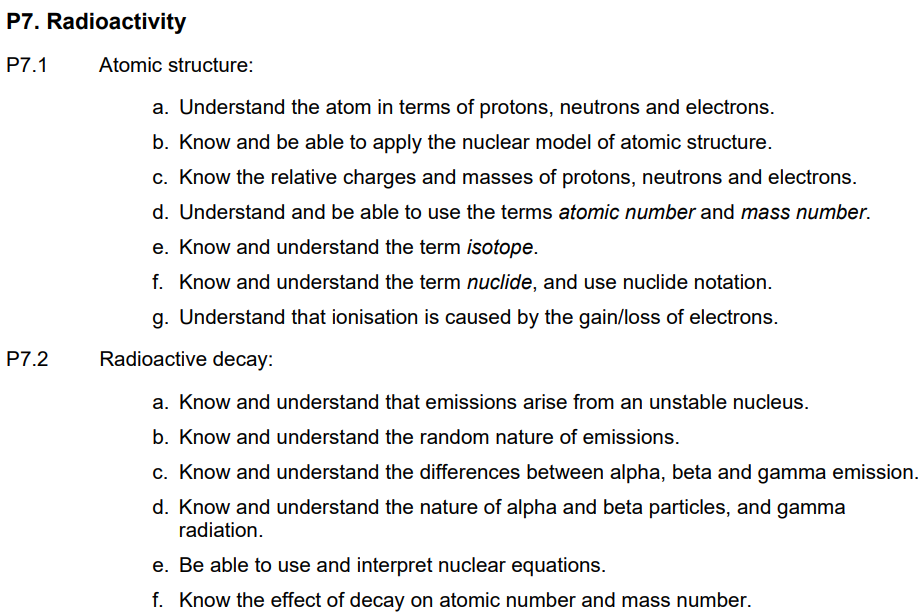 P7. Radioactivity
P7.1 Atomic structure:
a. Understand the atom in terms of protons, neutrons and electrons.
b. Know and be able to apply the nuclear model of atomic structure.
c. Know the relative charges and masses of protons, neutrons and electrons.
d. Understand and be able to use the terms atomic number and mass number.
e. Know and understand the term isotope.
f. Know and understand the term nuclide, and use nuclide notation.
g. Understand that ionisation is caused by the gain/loss of electrons.
P7.2 Radioactive decay:
a. Know and understand that emissions arise from an unstable nucleus.
b. Know and understand the random nature of emissions.
c. Know and understand the differences between alpha, beta and gamma emission.
d. Know and understand the nature of alpha and beta particles, and gamma
radiation.
e. Be able to use and interpret nuclear equations.
f. Know the effect of decay on atomic number and mass number.